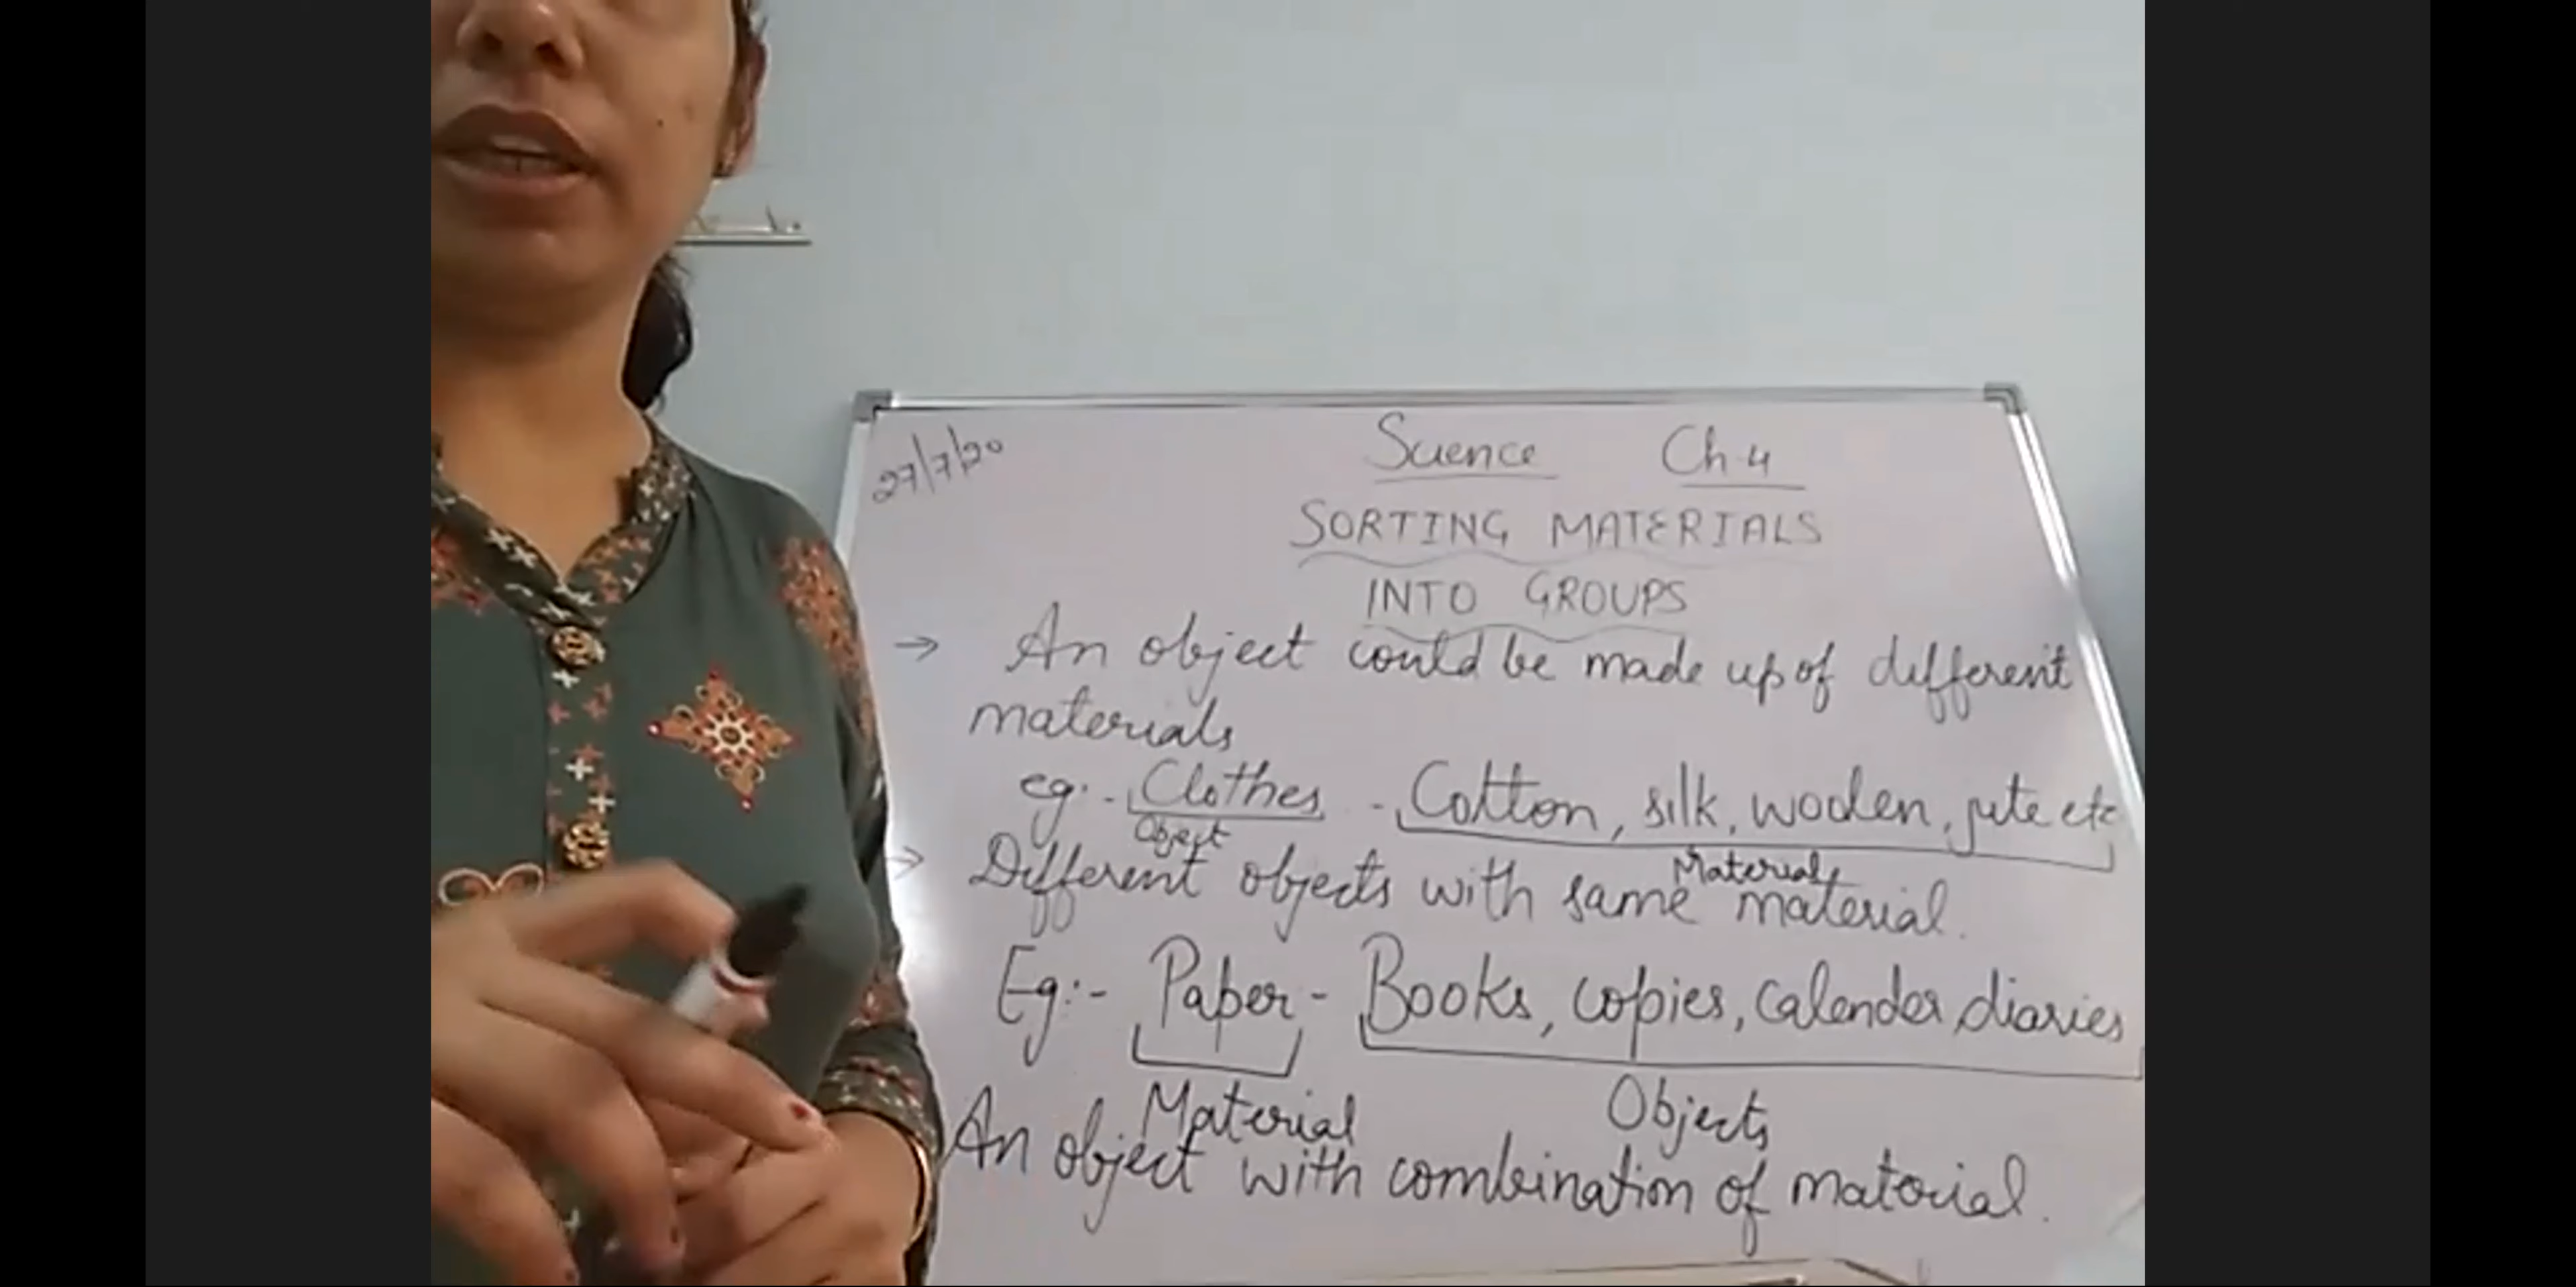 27/7/20
Science Ch-4
SORTING MATERIALS
INTO GROUPS
→ An object could be made up of different
materials
eg:- Clothes - Cotton, silk, woolen, jute etc
Object Material
→ Different objects with same material.
Eg:- Paper - Books, copies, calender, diaries
Material Objects
An object with combination of material.